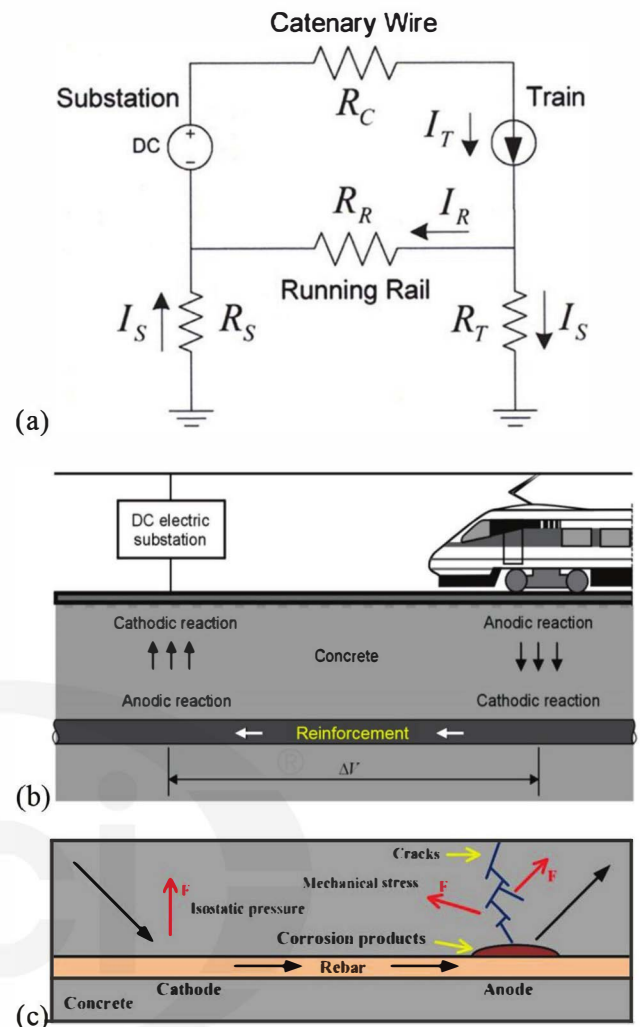 Catenary Wire
Substation
Train
R_C
I_T
DC
+
−
R_R
I_R
Running Rail
I_S
R_S
R_T
I_S
(a)
DC electric
substation
Cathodic reaction
Anodic reaction
Concrete
Anodic reaction
Cathodic reaction
Reinforcement
®
ΔV
(b)
Cracks
Mechanical stress
F
F
F
Isostatic pressure
Corrosion products
Rebar
Cathode
Anode
Concrete
(c)